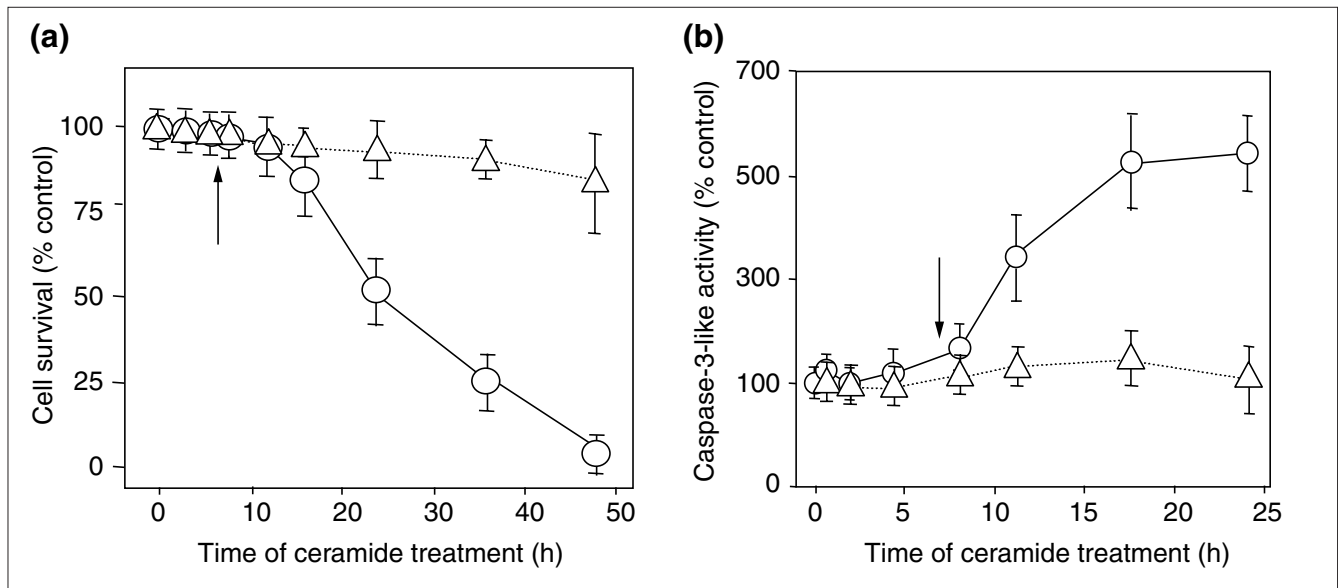 (a)
Cell survival (% control)
100
75
50
25
0
0 10 20 30 40 50
Time of ceramide treatment (h)
(b)
Caspase-3-like activity (% control)
700
500
300
100
0
0 5 10 15 20 25
Time of ceramide treatment (h)